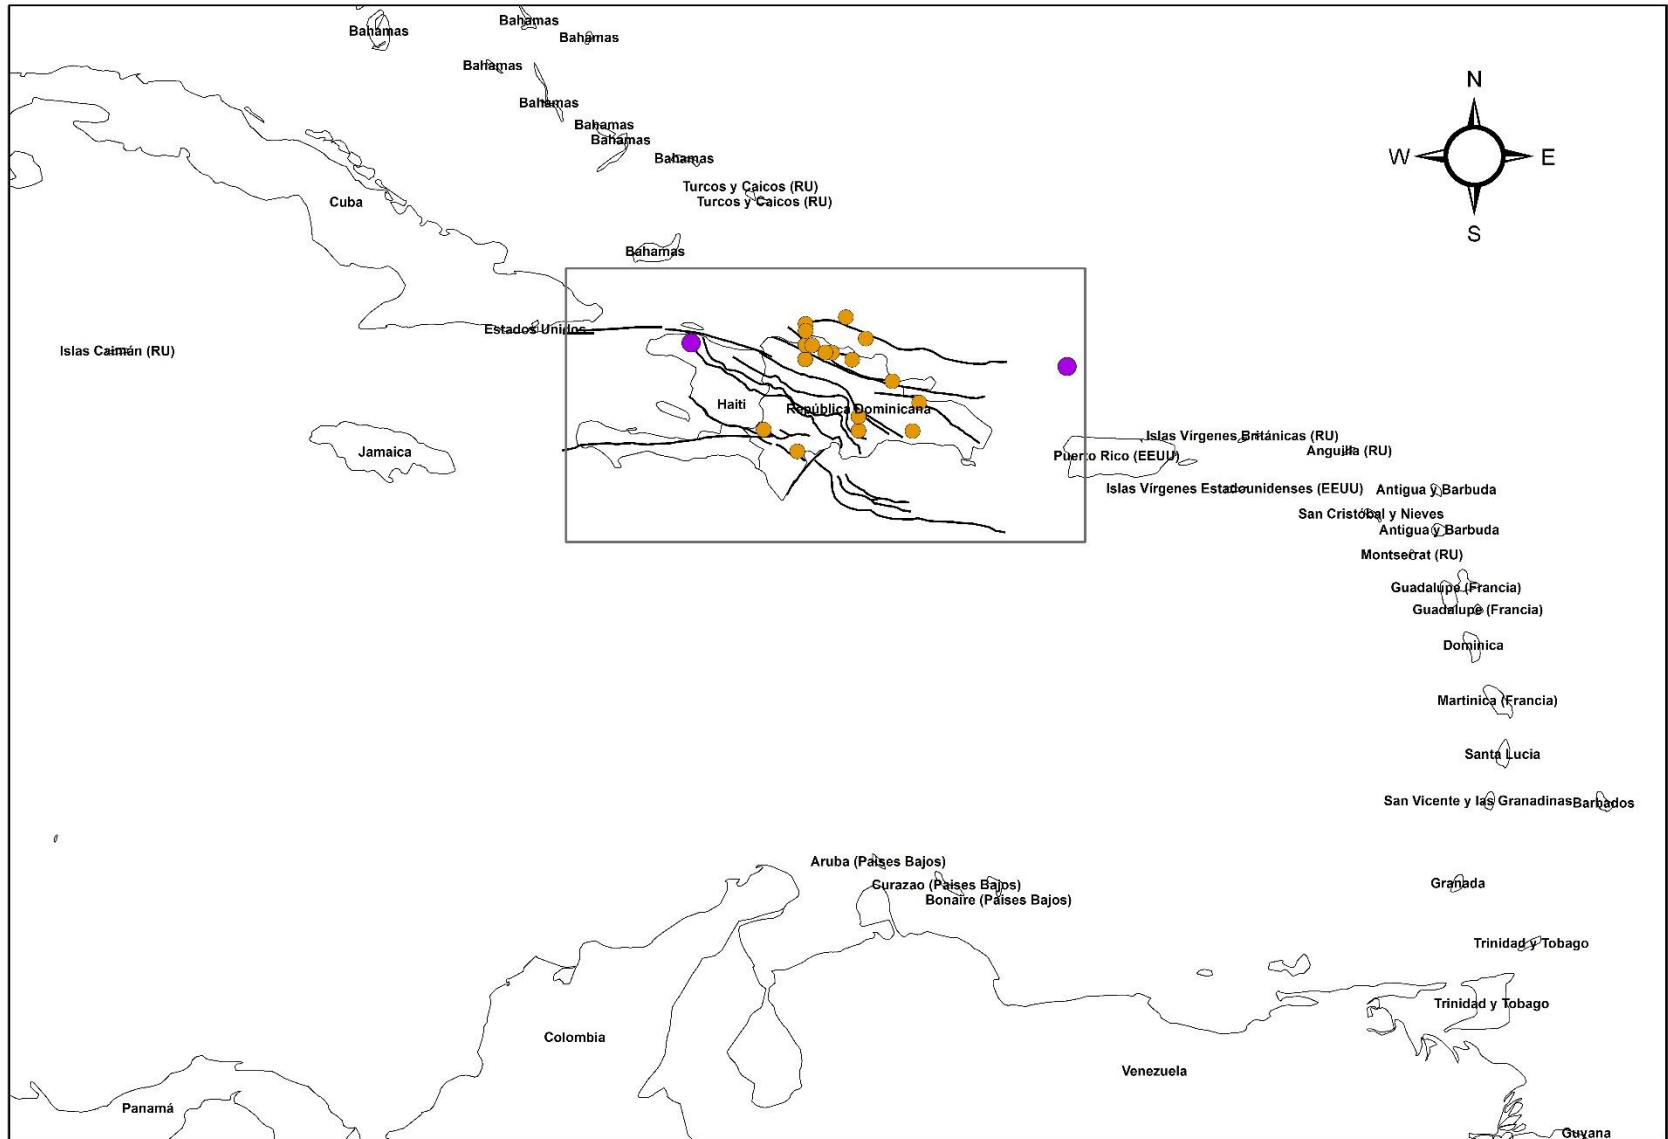 Bahamas
Bahamas
Bahamas
Bahamas
Bahamas
N
Bahamas
Bahamas
W
E
Bahamas
Turcos y Caicos (RU)
Cuba
Turcos y Caicos (RU)
S
Bahamas
Estados Unidos
Islas Caimán (RU)
Haiti
República Dominicana
Islas Vírgenes Británicas (RU)
Jamaica
Puerto Rico (EEUU)
Anguila (RU)
Islas Vírgenes Estadounidenses (EEUU)
Antigua y Barbuda
San Cristóbal y Nieves
Antigua y Barbuda
Montserrat (RU)
Guadalupe (Francia)
Guadalupe (Francia)
Dominica
Martinica (Francia)
Santa Lucia
San Vicente y las Granadinas
Barbados
Aruba (Países Bajos)
Curazao (Países Bajos)
Granada
Bonaire (Países Bajos)
Trinidad y Tobago
Trinidad y Tobago
Colombia
Venezuela
Panamá
Guyana